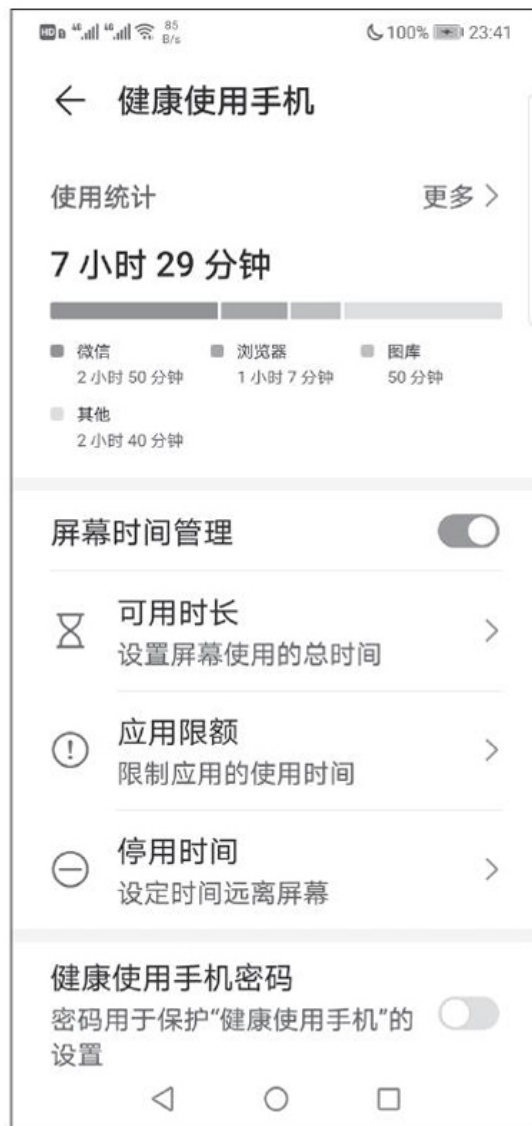 HD 4G 4G 85 B/s 100% 23:41
健康使用手机
使用统计 更多
7 小时 29 分钟
微信 浏览器 图库
2 小时 50 分钟 1 小时 7 分钟 50 分钟
其他
2 小时 40 分钟
屏幕时间管理
可用时长
设置屏幕使用的总时间
应用限额
限制应用的使用时间
停用时间
设定时间远离屏幕
健康使用手机密码
密码用于保护“健康使用手机”的
设置